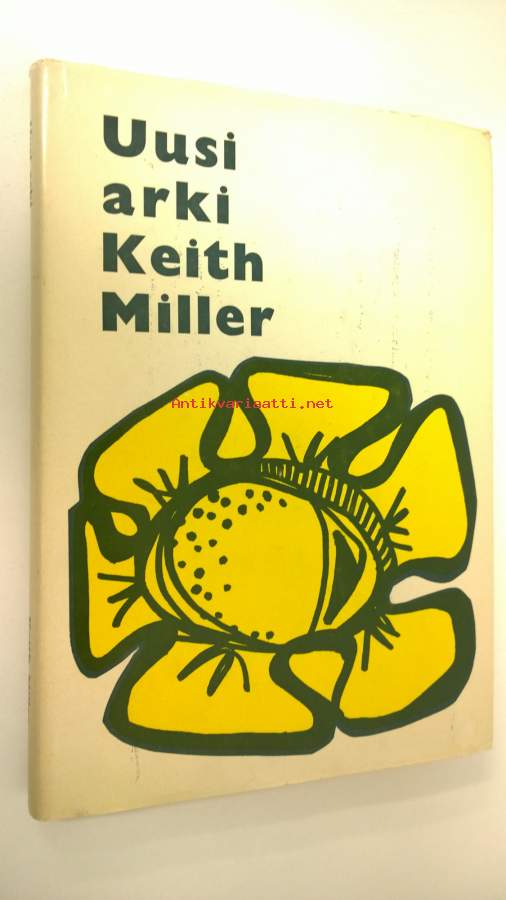 Uusi
arki
Keith
Miller
Antikvariaatti.net